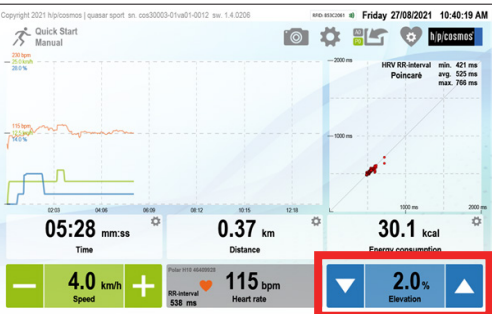 Copyright 2021 h/p/cosmos | quasar sport sn. cos30003-01va01-0012 sw. 1.4.0206
Friday 27/08/2021 10:40:19 AM
Quick Start
Manual
h/p/cosmos
230 bpm
25.0 km/h
28.0 %
115 bpm
14.0 %
02:03 04:06 06:09 08:12 10:15 12:18
2000 ms
HRV RR-interval
Poincaré
min. 421 ms
avg. 525 ms
max. 766 ms
1000 ms
1000 ms 2000 ms
05:28 mm:ss
Time
0.37 km
Distance
30.1 kcal
Energy consumption
4.0 km/h
Speed
Polar H10
RR-interval
538 ms
115 bpm
Heart rate
2.0 %
Elevation